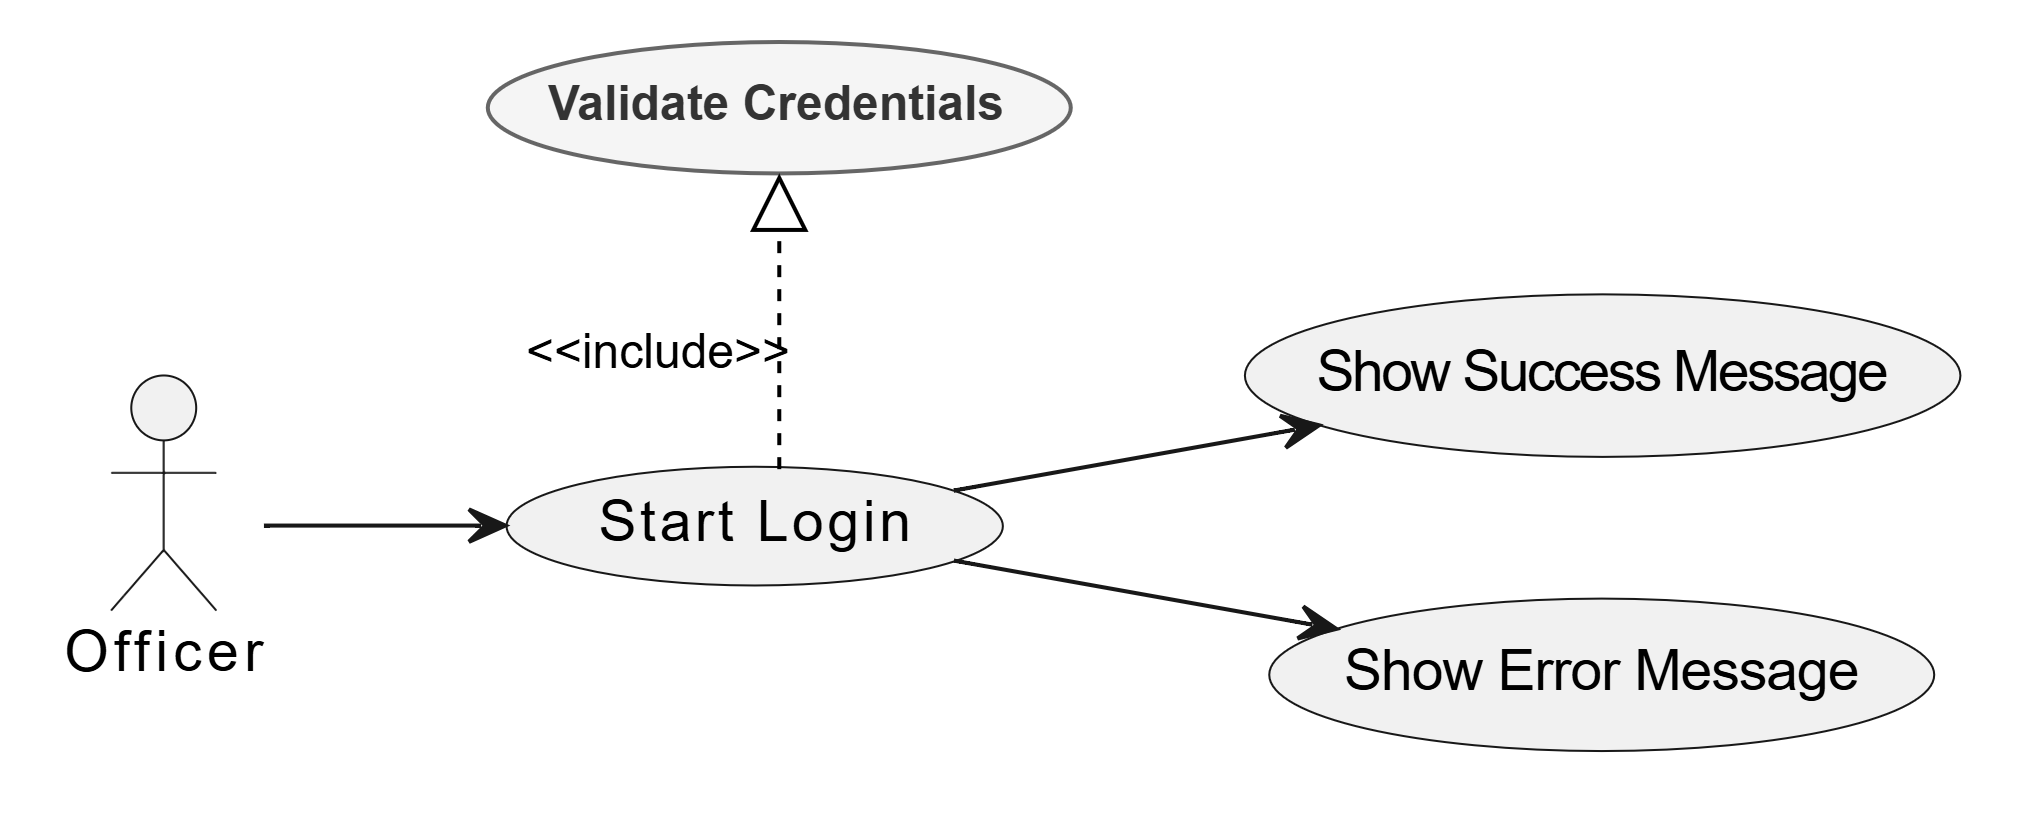 Validate Credentials
<<include>>
Show Success Message
Start Login
Officer
Show Error Message